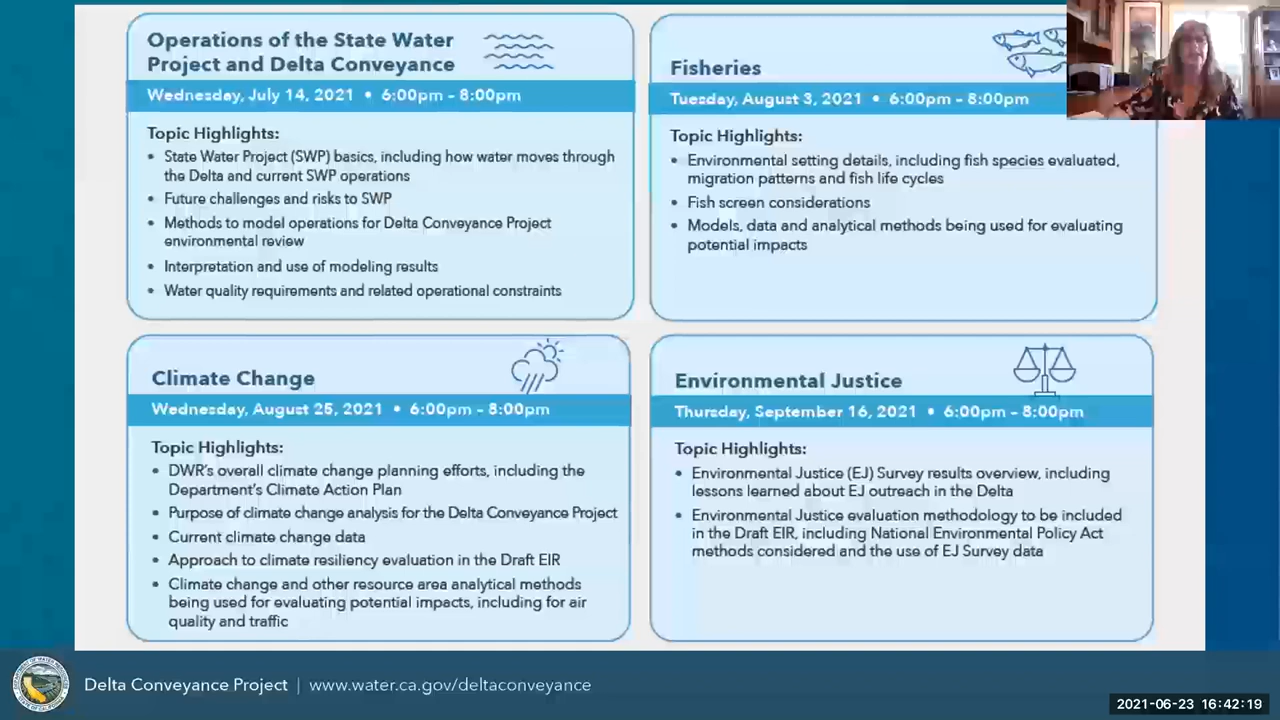 Operations of the State Water
Project and Delta Conveyance
Wednesday, July 14, 2021 • 6:00pm – 8:00pm
Topic Highlights:
• State Water Project (SWP) basics, including how water moves through
the Delta and current SWP operations
• Future challenges and risks to SWP
• Methods to model operations for Delta Conveyance Project
environmental review
• Interpretation and use of modeling results
• Water quality requirements and related operational constraints
Fisheries
Tuesday, August 3, 2021 • 6:00pm – 8:00pm
Topic Highlights:
• Environmental setting details, including fish species evaluated,
migration patterns and fish life cycles
• Fish screen considerations
• Models, data and analytical methods being used for evaluating
potential impacts
Climate Change
Wednesday, August 25, 2021 • 6:00pm – 8:00pm
Topic Highlights:
• DWR's overall climate change planning efforts, including the
Department's Climate Action Plan
• Purpose of climate change analysis for the Delta Conveyance Project
• Current climate change data
• Approach to climate resiliency evaluation in the Draft EIR
• Climate change and other resource area analytical methods
being used for evaluating potential impacts, including for air
quality and traffic
Environmental Justice
Thursday, September 16, 2021 • 6:00pm – 8:00pm
Topic Highlights:
• Environmental Justice (EJ) Survey results overview, including
lessons learned about EJ outreach in the Delta
• Environmental Justice evaluation methodology to be included
in the Draft EIR, including National Environmental Policy Act
methods considered and the use of EJ Survey data
Delta Conveyance Project | www.water.ca.gov/deltaconveyance
2021-06-23 16:42:19